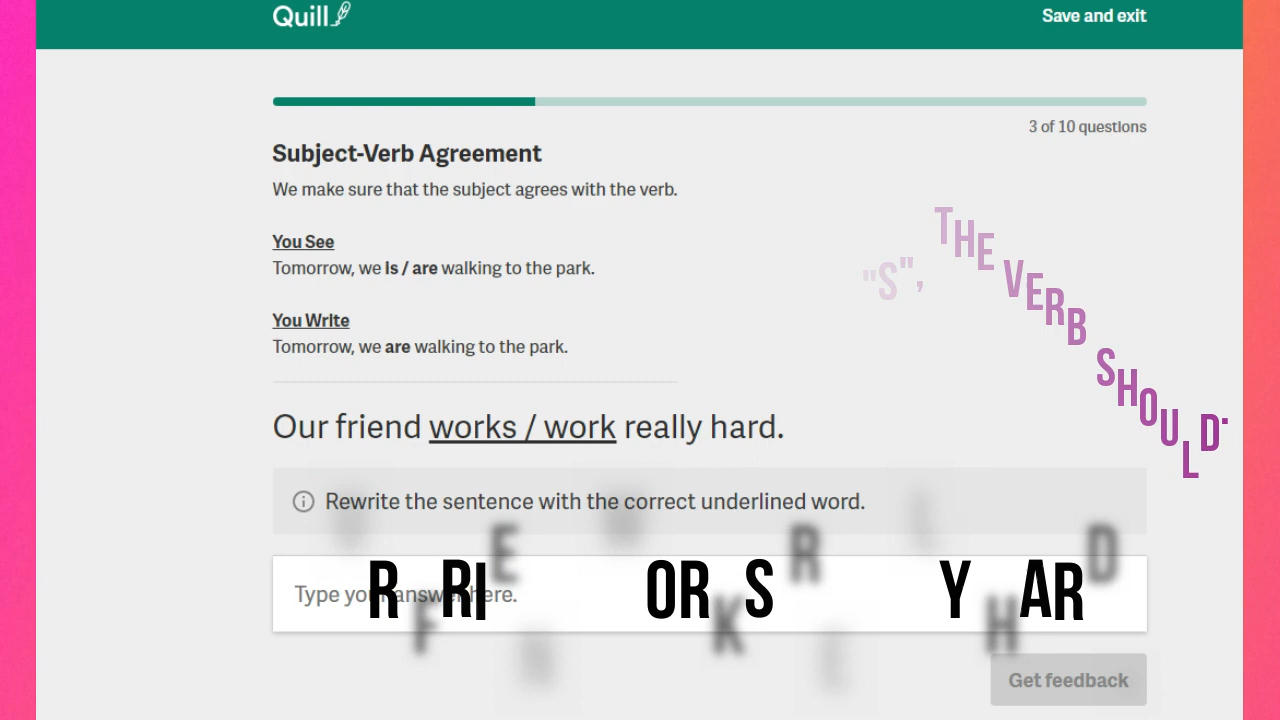 Quill
Save and exit
3 of 10 questions
Subject-Verb Agreement
We make sure that the subject agrees with the verb.
You See
Tomorrow, we is / are walking to the park.
You Write
Tomorrow, we are walking to the park.
"S", THE VERB SHOULD.
Our friend works / work really hard.
Rewrite the sentence with the correct underlined word.
Type your answer here.
Get feedback